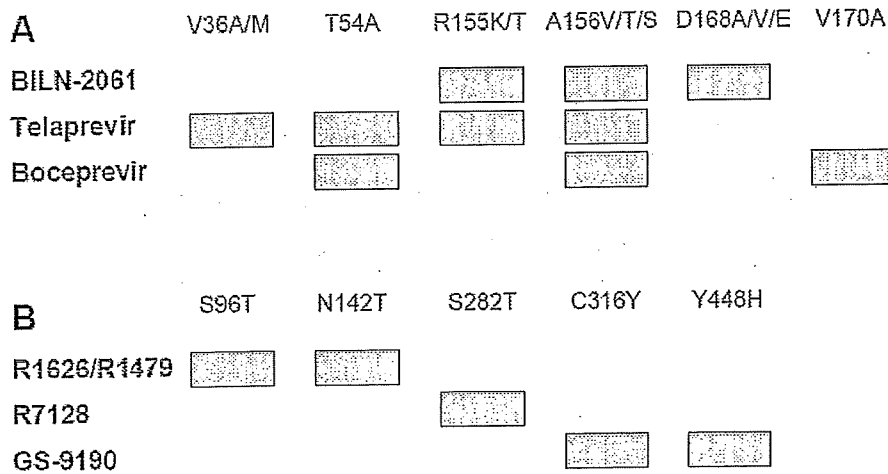 A V36A/M T54A R155K/T A156V/T/S D168A/V/E V170A
BILN-2061
Telaprevir
Boceprevir
B S96T N142T S282T C316Y Y448H
R1626/R1479
R7128
GS-9190